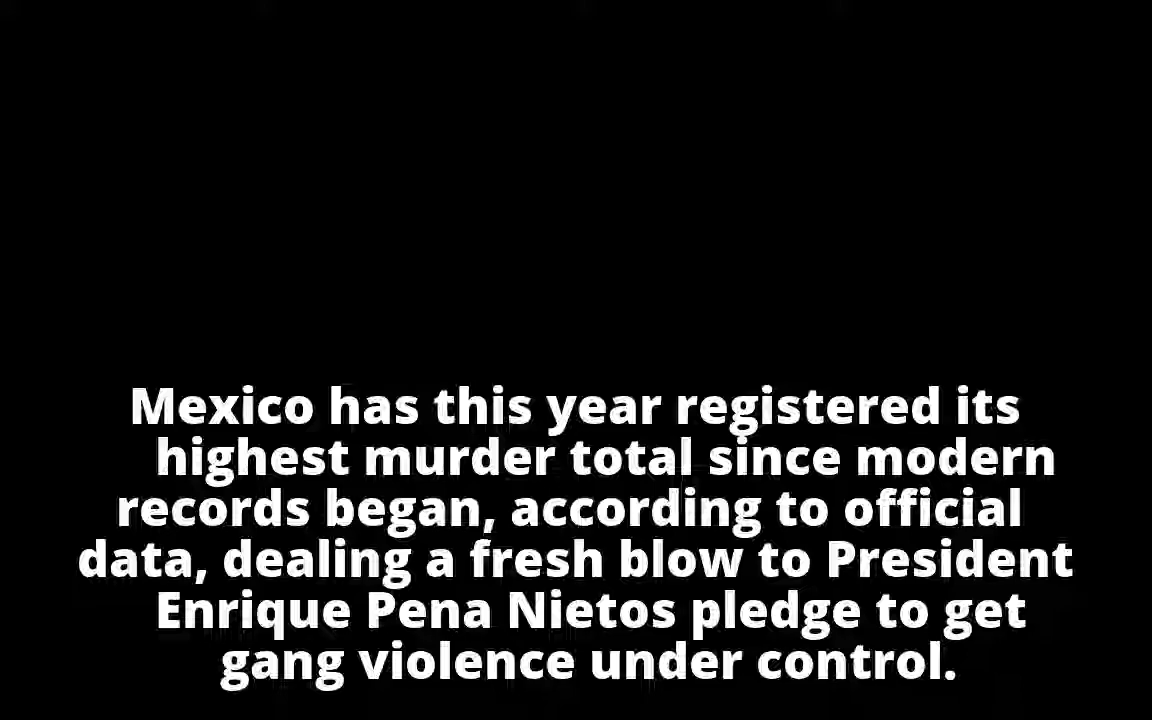 Mexico has this year registered its
highest murder total since modern
records began, according to official
data, dealing a fresh blow to President
Enrique Pena Nietos pledge to get
gang violence under control.